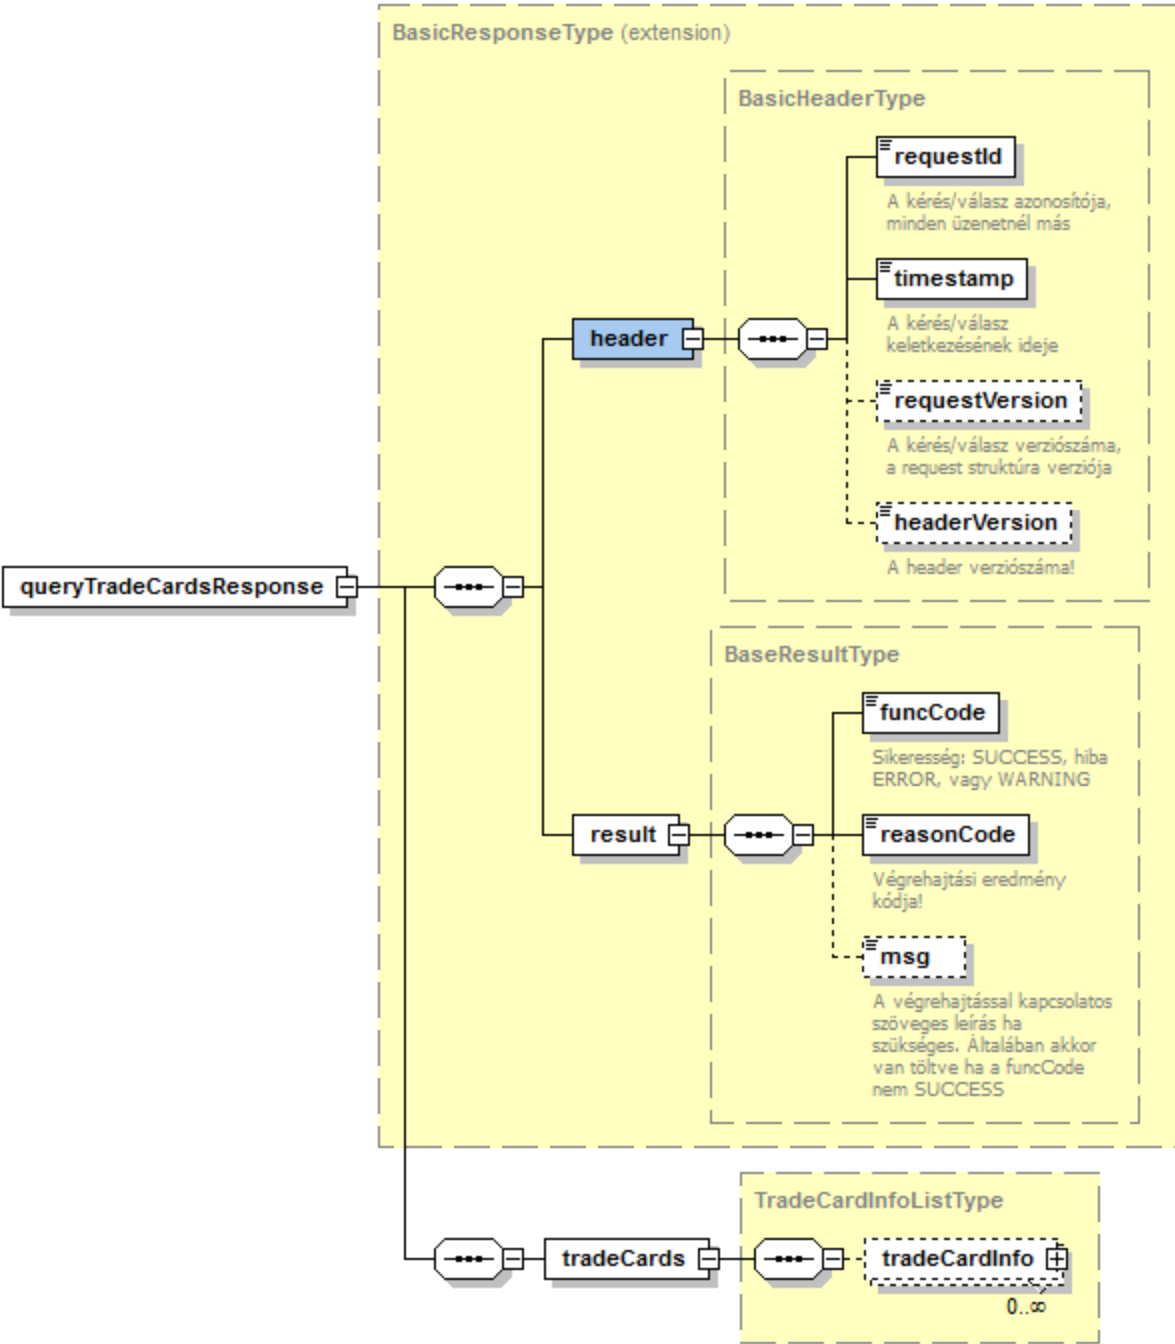 BasicResponseType (extension)
BasicHeaderType
requestId
A kérés/válasz azonosítója,
minden üzenetnél más
timestamp
A kérés/válasz
keletkezésének ideje
header
requestVersion
A kérés/válasz verziószáma,
a request struktúra verziója
headerVersion
A header verziószáma!
queryTradeCardsResponse
BaseResultType
funcCode
Sikeresség: SUCCESS, hiba
ERROR, vagy WARNING
result
reasonCode
Végrehajtási eredmény
kódja!
msg
A végrehajtással kapcsolatos
szöveges leírás ha
szükséges. Általában akkor
van töltve ha a funcCode
nem SUCCESS
TradeCardInfoListType
tradeCards
tradeCardInfo
0..∞